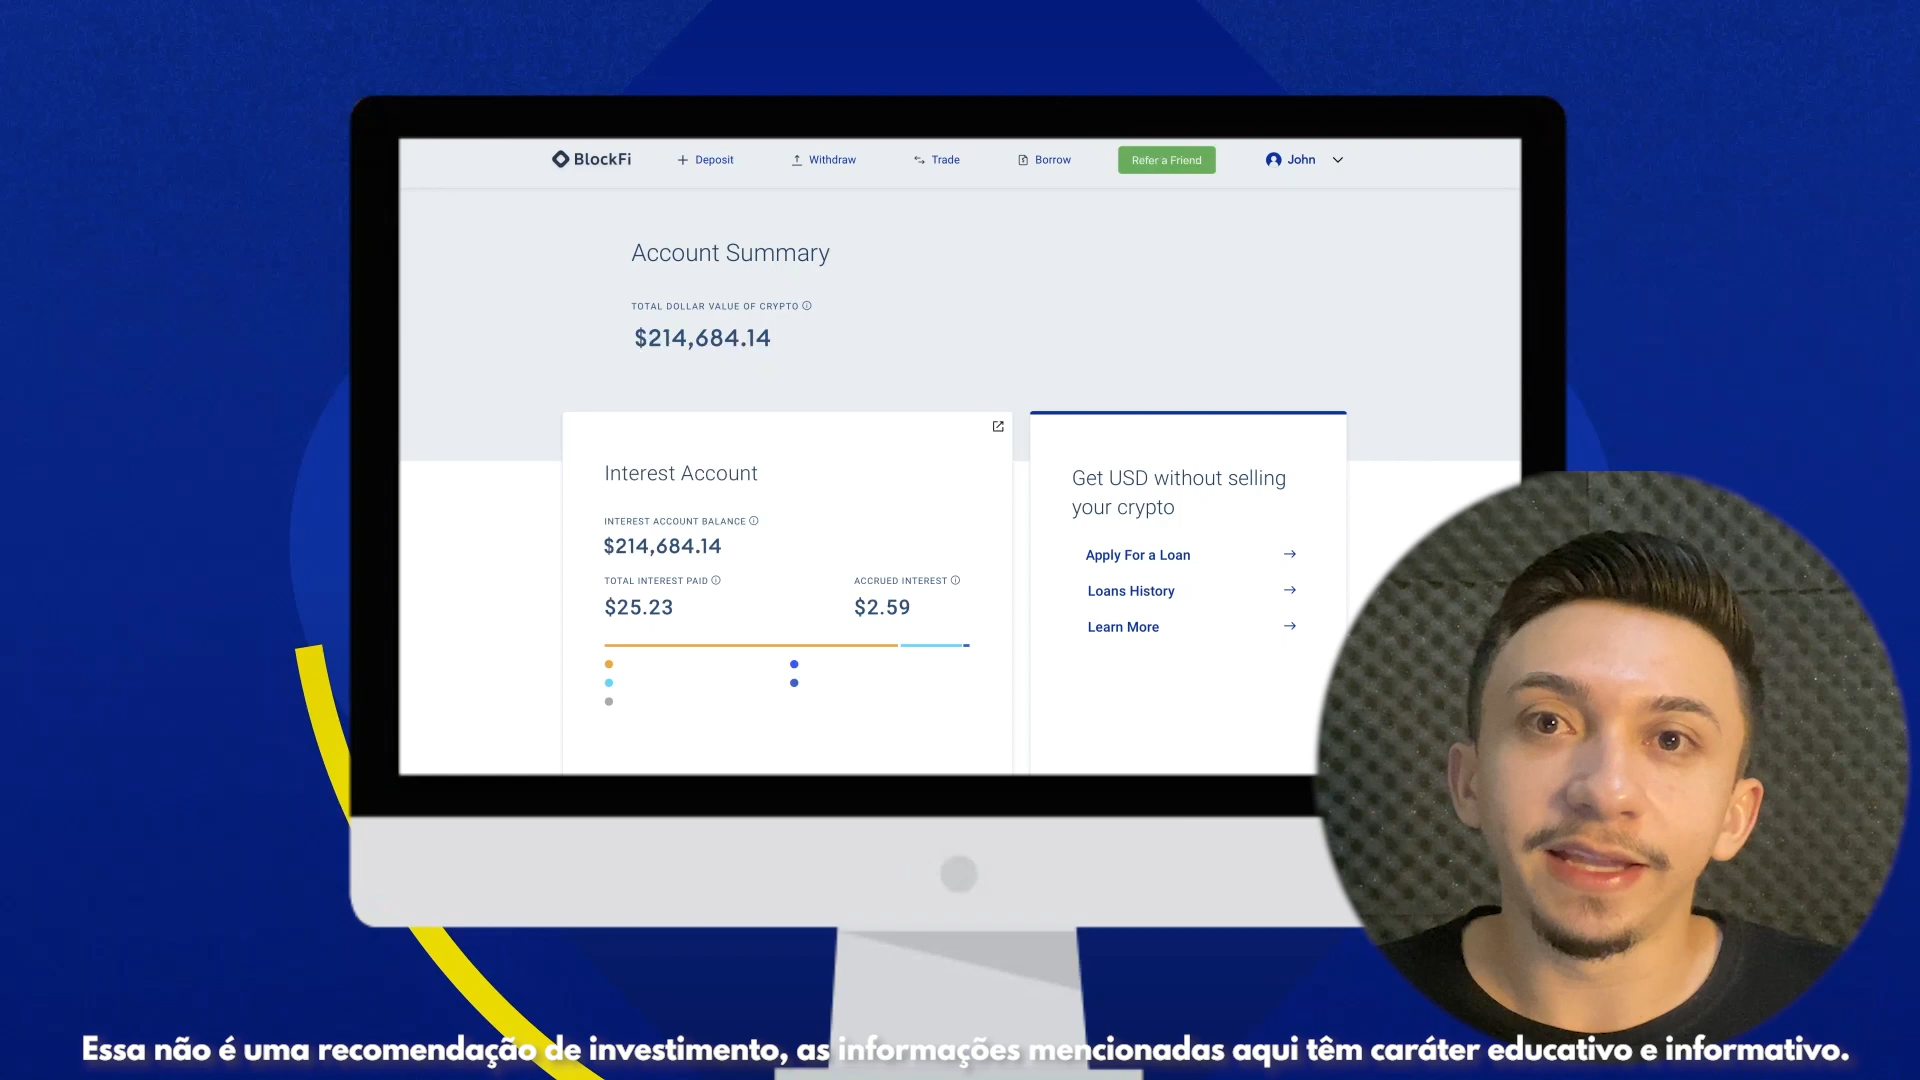 BlockFi
Deposit
Withdraw
Trade
Borrow
Refer a Friend
John
Account Summary
TOTAL DOLLAR VALUE OF CRYPTO
$214,684.14
Interest Account
INTEREST ACCOUNT BALANCE
$214,684.14
TOTAL INTEREST PAID
$25.23
ACCRUED INTEREST
$2.59
Get USD without selling
your crypto
Apply For a Loan
Loans History
Learn More
Essa não é uma recomendação de investimento, as informações mencionadas aqui têm caráter educativo e informativo.